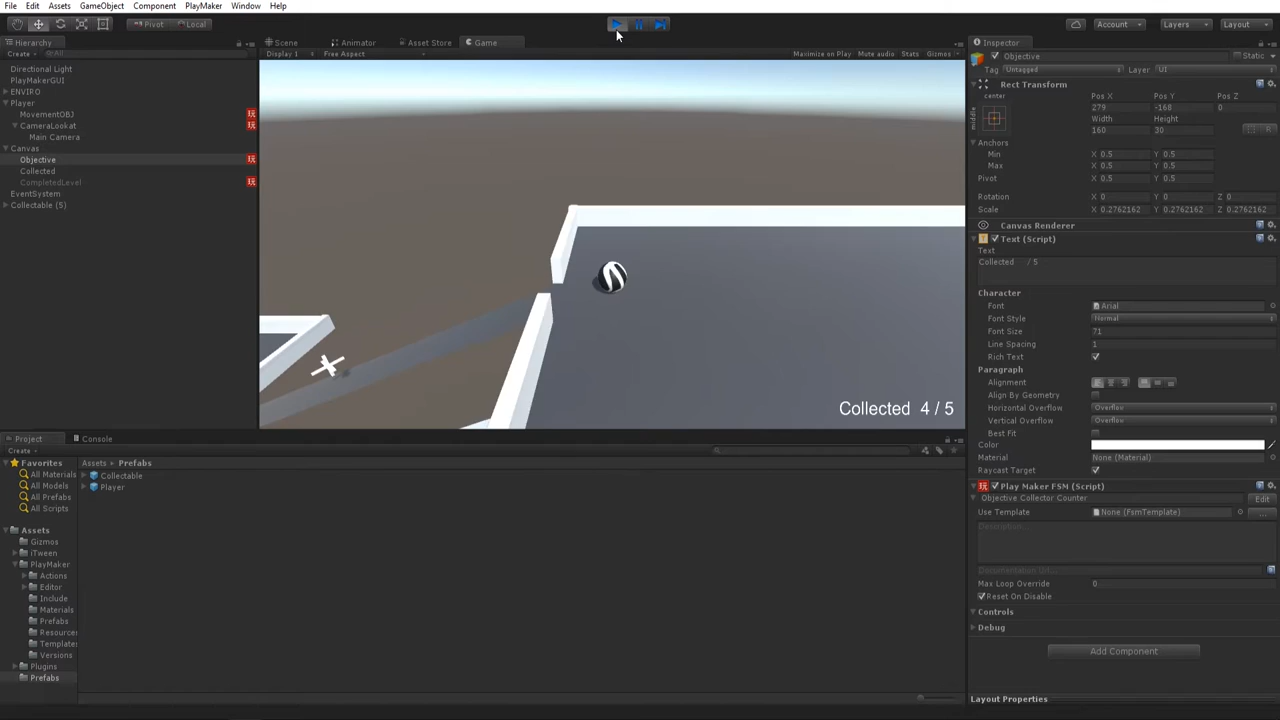 File Edit Assets GameObject Component PlayMaker Window Help
Pivot Local Account Layers Layout
Hierarchy Scene Animator Asset Store Game Inspector
Create All Display 1 Free Aspect Maximize on Play Mute audio Stats Gizmos
Directional Light
PlayMakerGUI
ENVIRO
Player
MovementOBJ
CameraLookat
Main Camera
Canvas
Objective
Collected
CompletedLevel
EventSystem
Collectable (5)
Collected 4 / 5
Objective Static
Tag Untagged Layer UI
Rect Transform
center Pos X Pos Y Pos Z
middle 279 -168 0
Width Height
160 30
R
Anchors
Min X 0.5 Y 0.5
Max X 0.5 Y 0.5
Pivot X 0.5 Y 0.5
Rotation X 0 Y 0 Z 0
Scale X 0.2762162 Y 0.2762162 Z 0.2762162
Canvas Renderer
Text (Script)
Text
Collected / 5
Character
Font Arial
Font Style Normal
Font Size 71
Line Spacing 1
Rich Text
Paragraph
Alignment
Align By Geometry
Horizontal Overflow Overflow
Vertical Overflow Overflow
Best Fit
Color
Material None (Material)
Raycast Target
Play Maker FSM (Script)
Objective Collector Counter Edit
Use Template None (FsmTemplate) ...
Description...
Documentation Url...
Max Loop Override 0
Reset On Disable
Controls
Debug
Add Component
Layout Properties
Project Console
Create
Favorites
All Materials
All Models
All Prefabs
All Scripts
Assets
Gizmos
iTween
PlayMaker
Actions
Editor
Include
Materials
Prefabs
Resource
Template
Versions
Plugins
Prefabs
Assets Prefabs
Collectable
Player